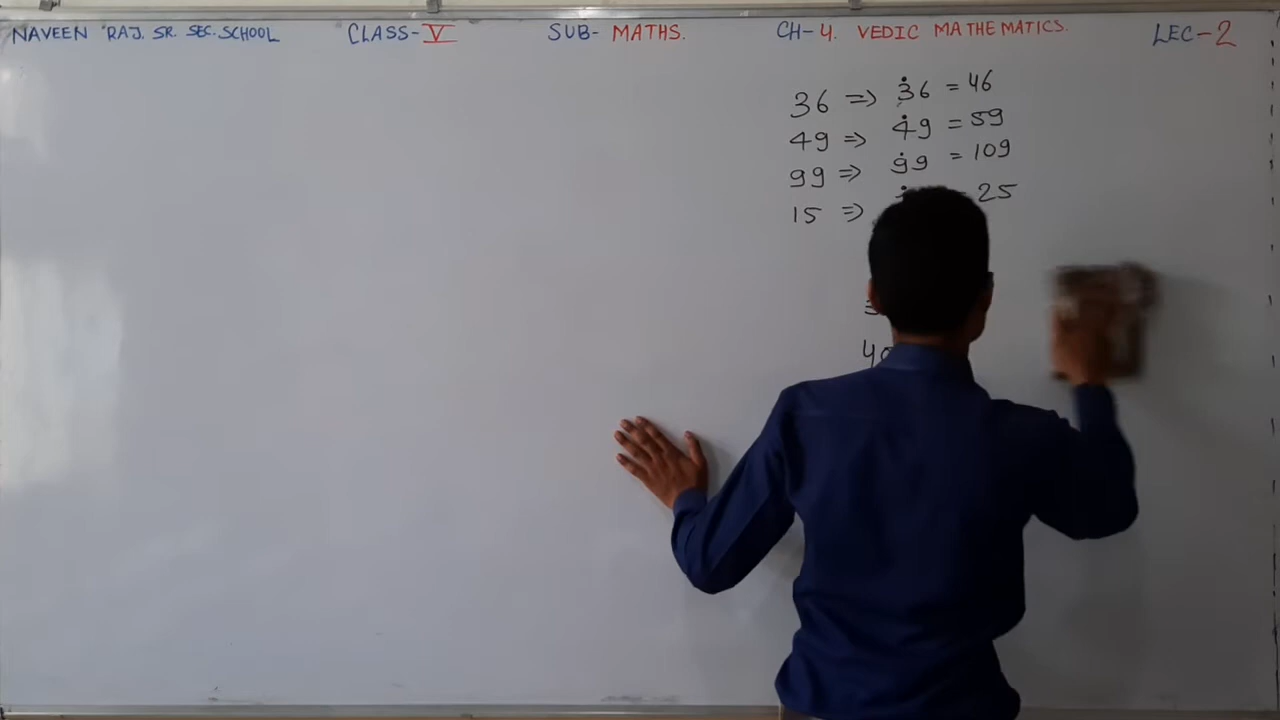 NAVEEN RAJ. SR. SEC. SCHOOL CLASS-V SUB- MATHS. CH-4. VEDIC MATHEMATICS. LEC-2
36 => 3̇6 = 46
49 => 4̇9 = 59
99 => 9̇9 = 109
15 => = 25